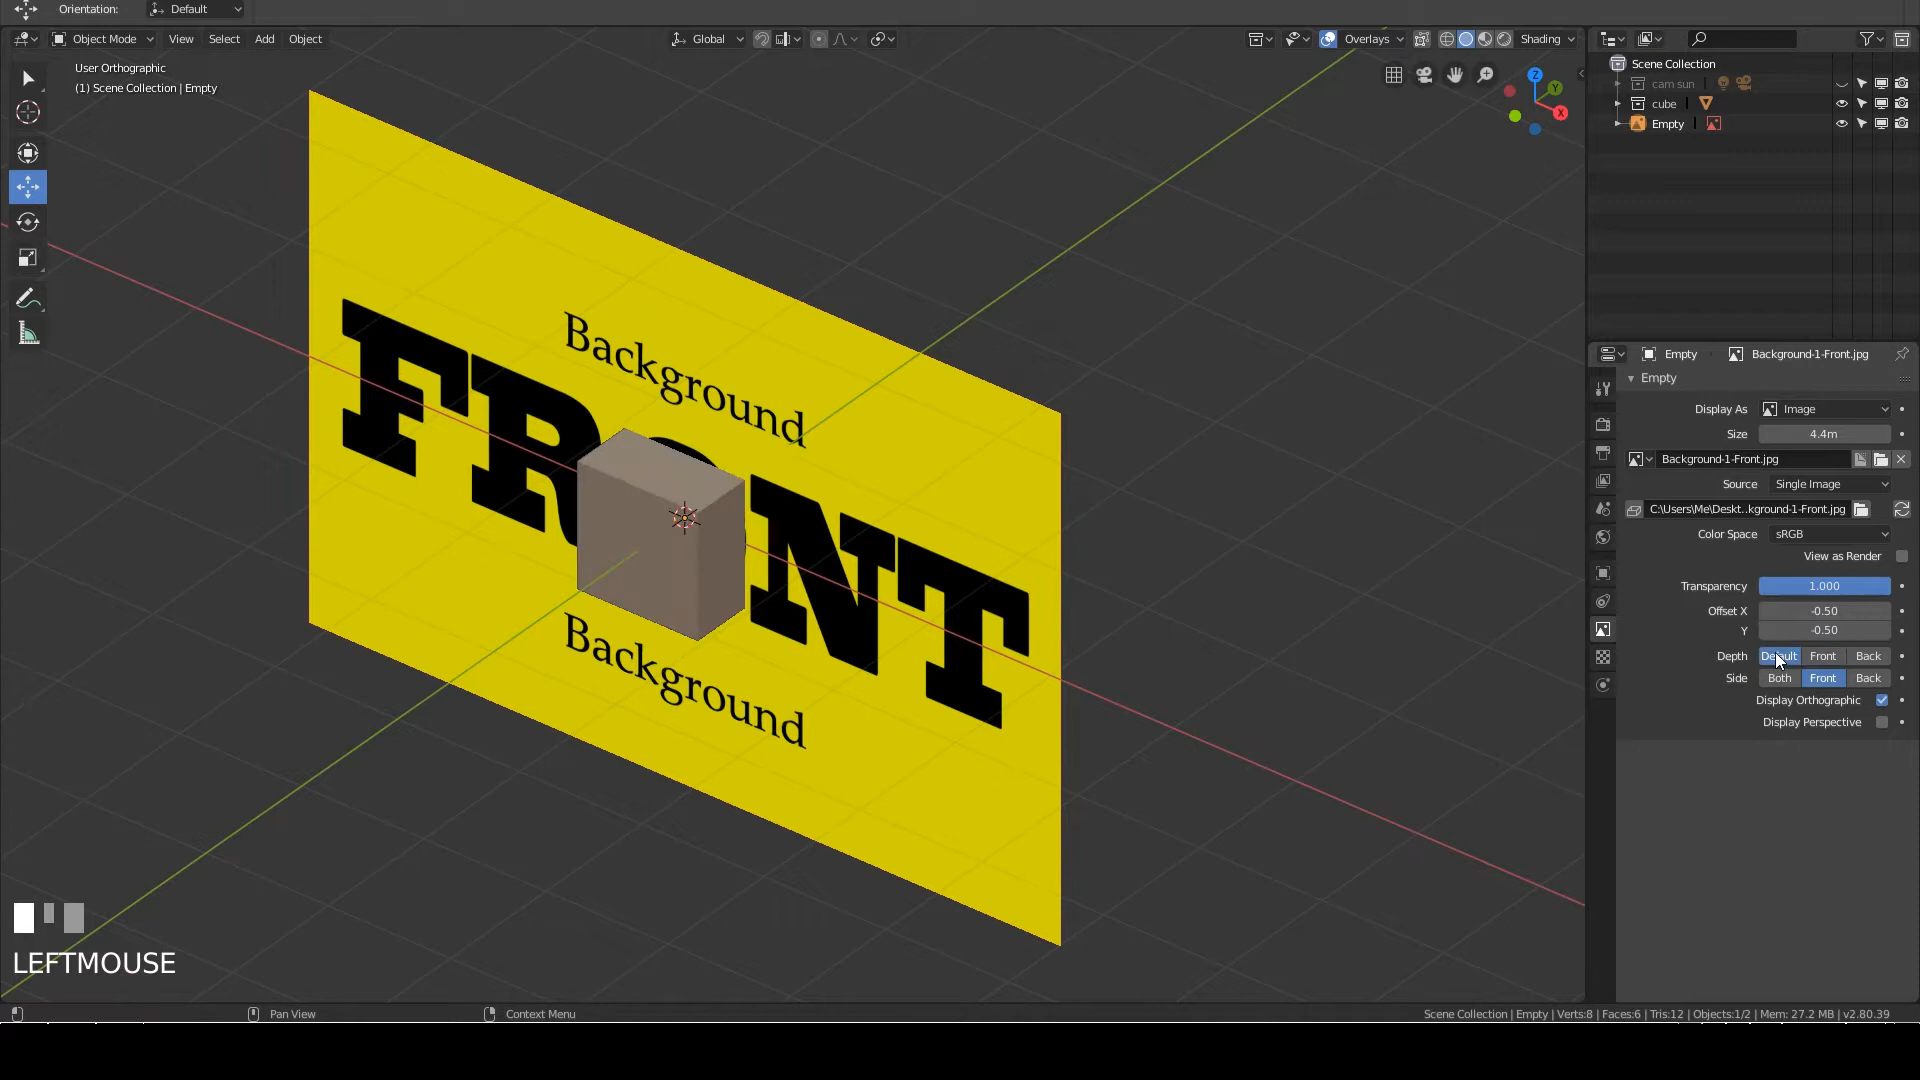 Orientation: Default
Object Mode View Select Add Object Global Overlays Shading
User Orthographic
(1) Scene Collection | Empty
Z
Y
X
Scene Collection
cam sun
cube
Empty
Background
FRONT
Background
Empty Background-1-Front.jpg
Empty
Display As Image
Size 4.4m
Background-1-Front.jpg
Source Single Image
C:\Users\Me\Deskt..kground-1-Front.jpg
Color Space sRGB
View as Render
Transparency 1.000
Offset X -0.50
Y -0.50
Depth Default Front Back
Side Both Front Back
Display Orthographic
Display Perspective
LEFTMOUSE
Pan View Context Menu Scene Collection | Empty | Verts:8 | Faces:6 | Tris:12 | Objects:1/2 | Mem: 27.2 MB | v2.80.39